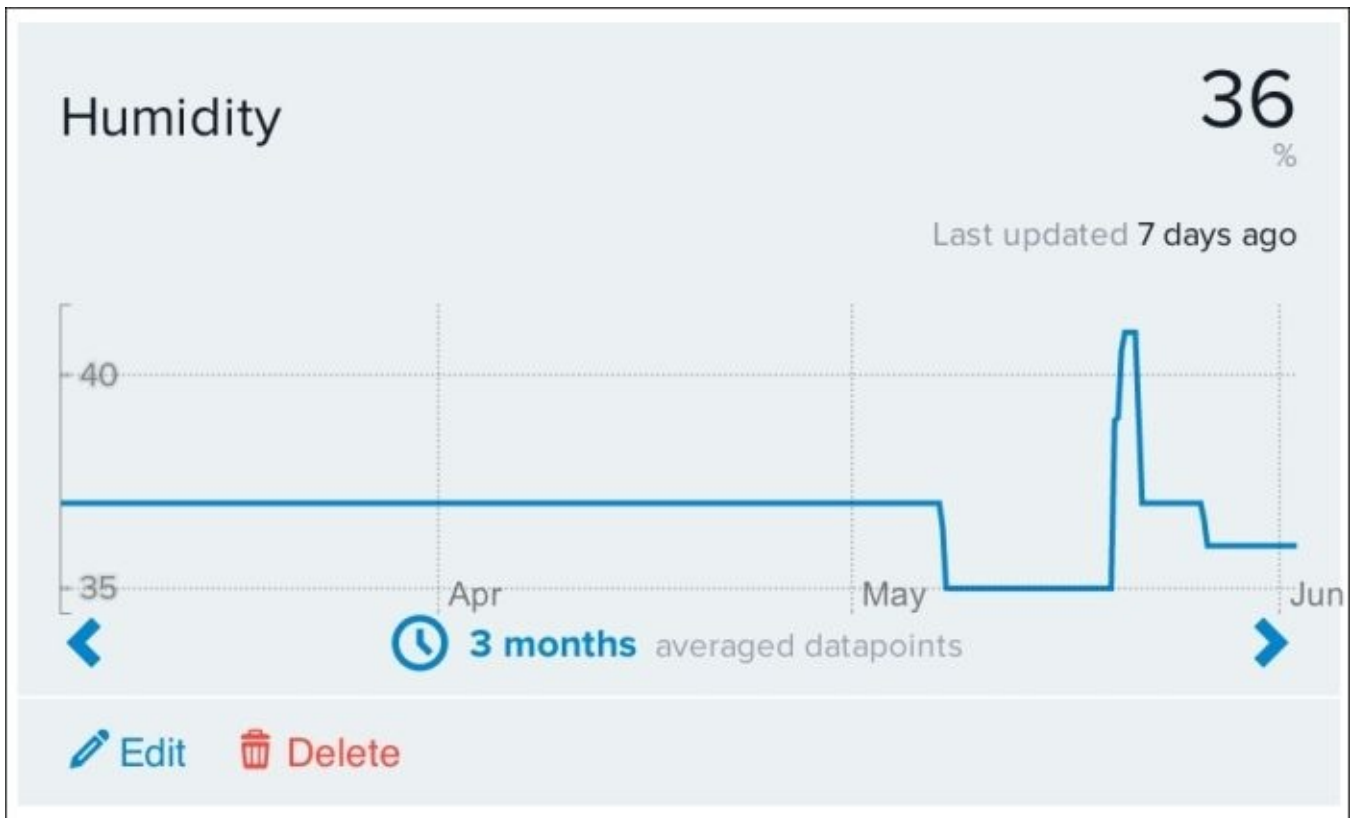 Humidity
36
%
Last updated 7 days ago
40
35
Apr
May
Jun
3 months averaged datapoints
Edit
Delete